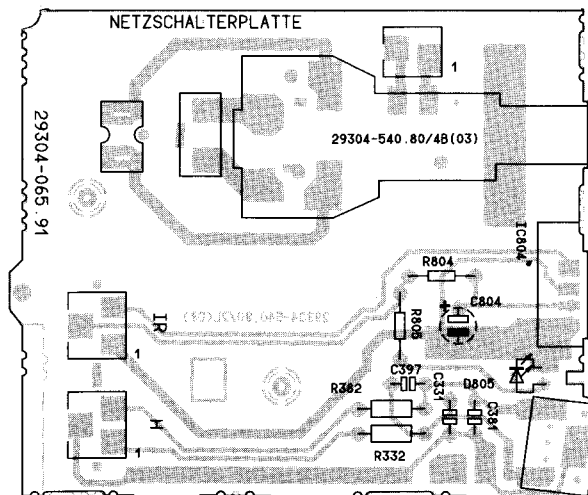 NETZSCHALTERPLATTE
1
29304-065.91
29304-540.80/4B(03)
IC804
R804
+
C804
R805
IR
1
C397
C331
D805
C381
R382
H
1
R332